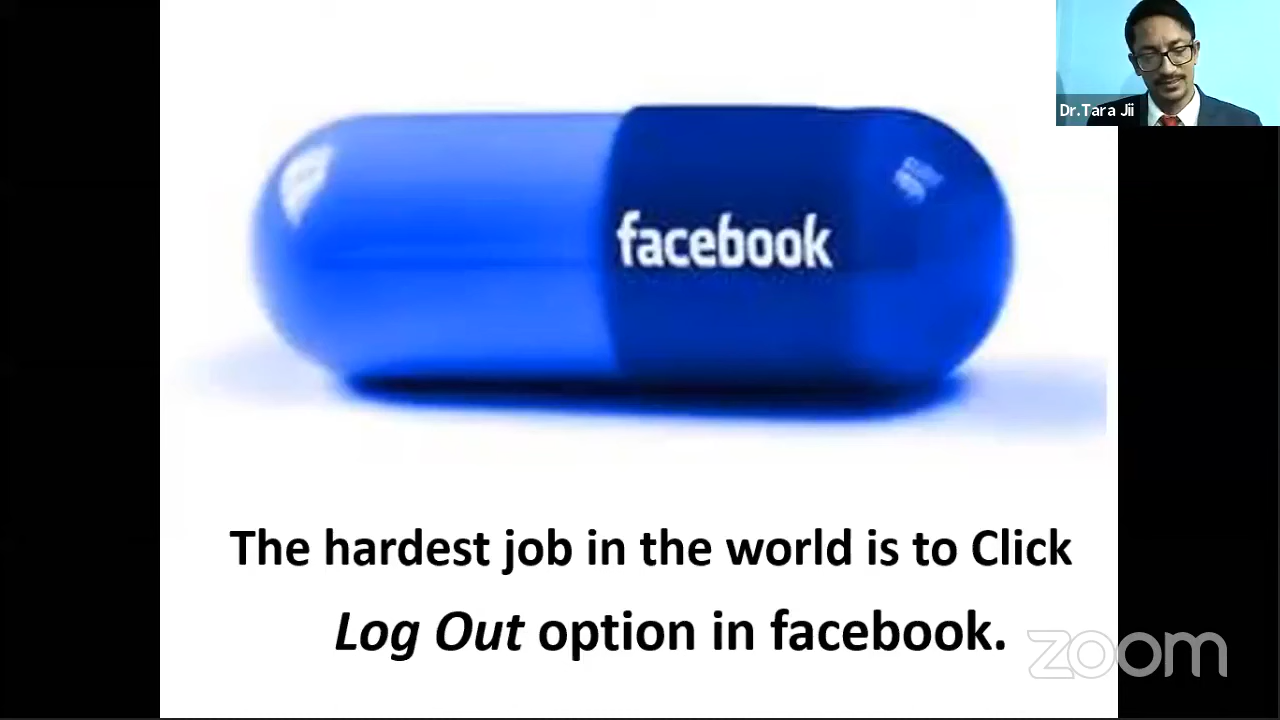 Dr.Tara Jii
facebook
The hardest job in the world is to Click
Log Out option in facebook.
zoom